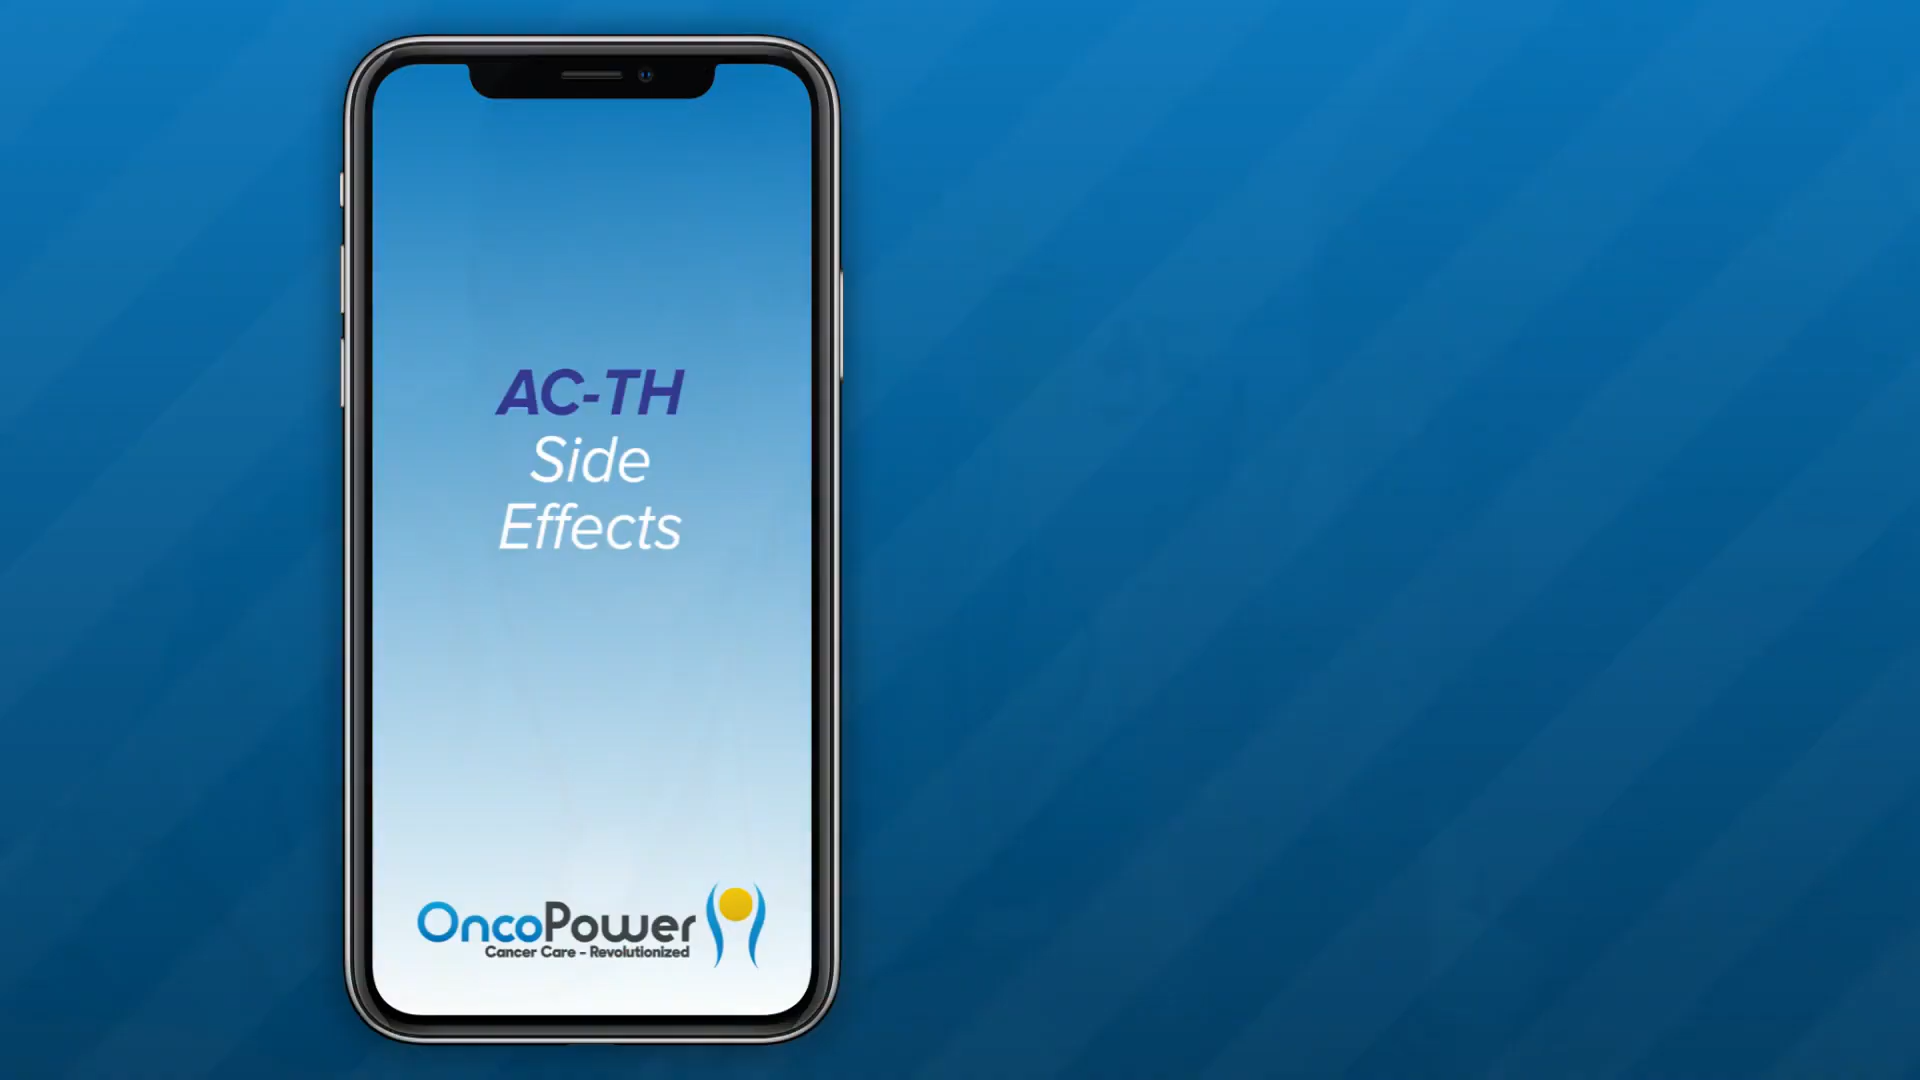 AC-TH
Side
Effects
OncoPower
Cancer Care - Revolutionized